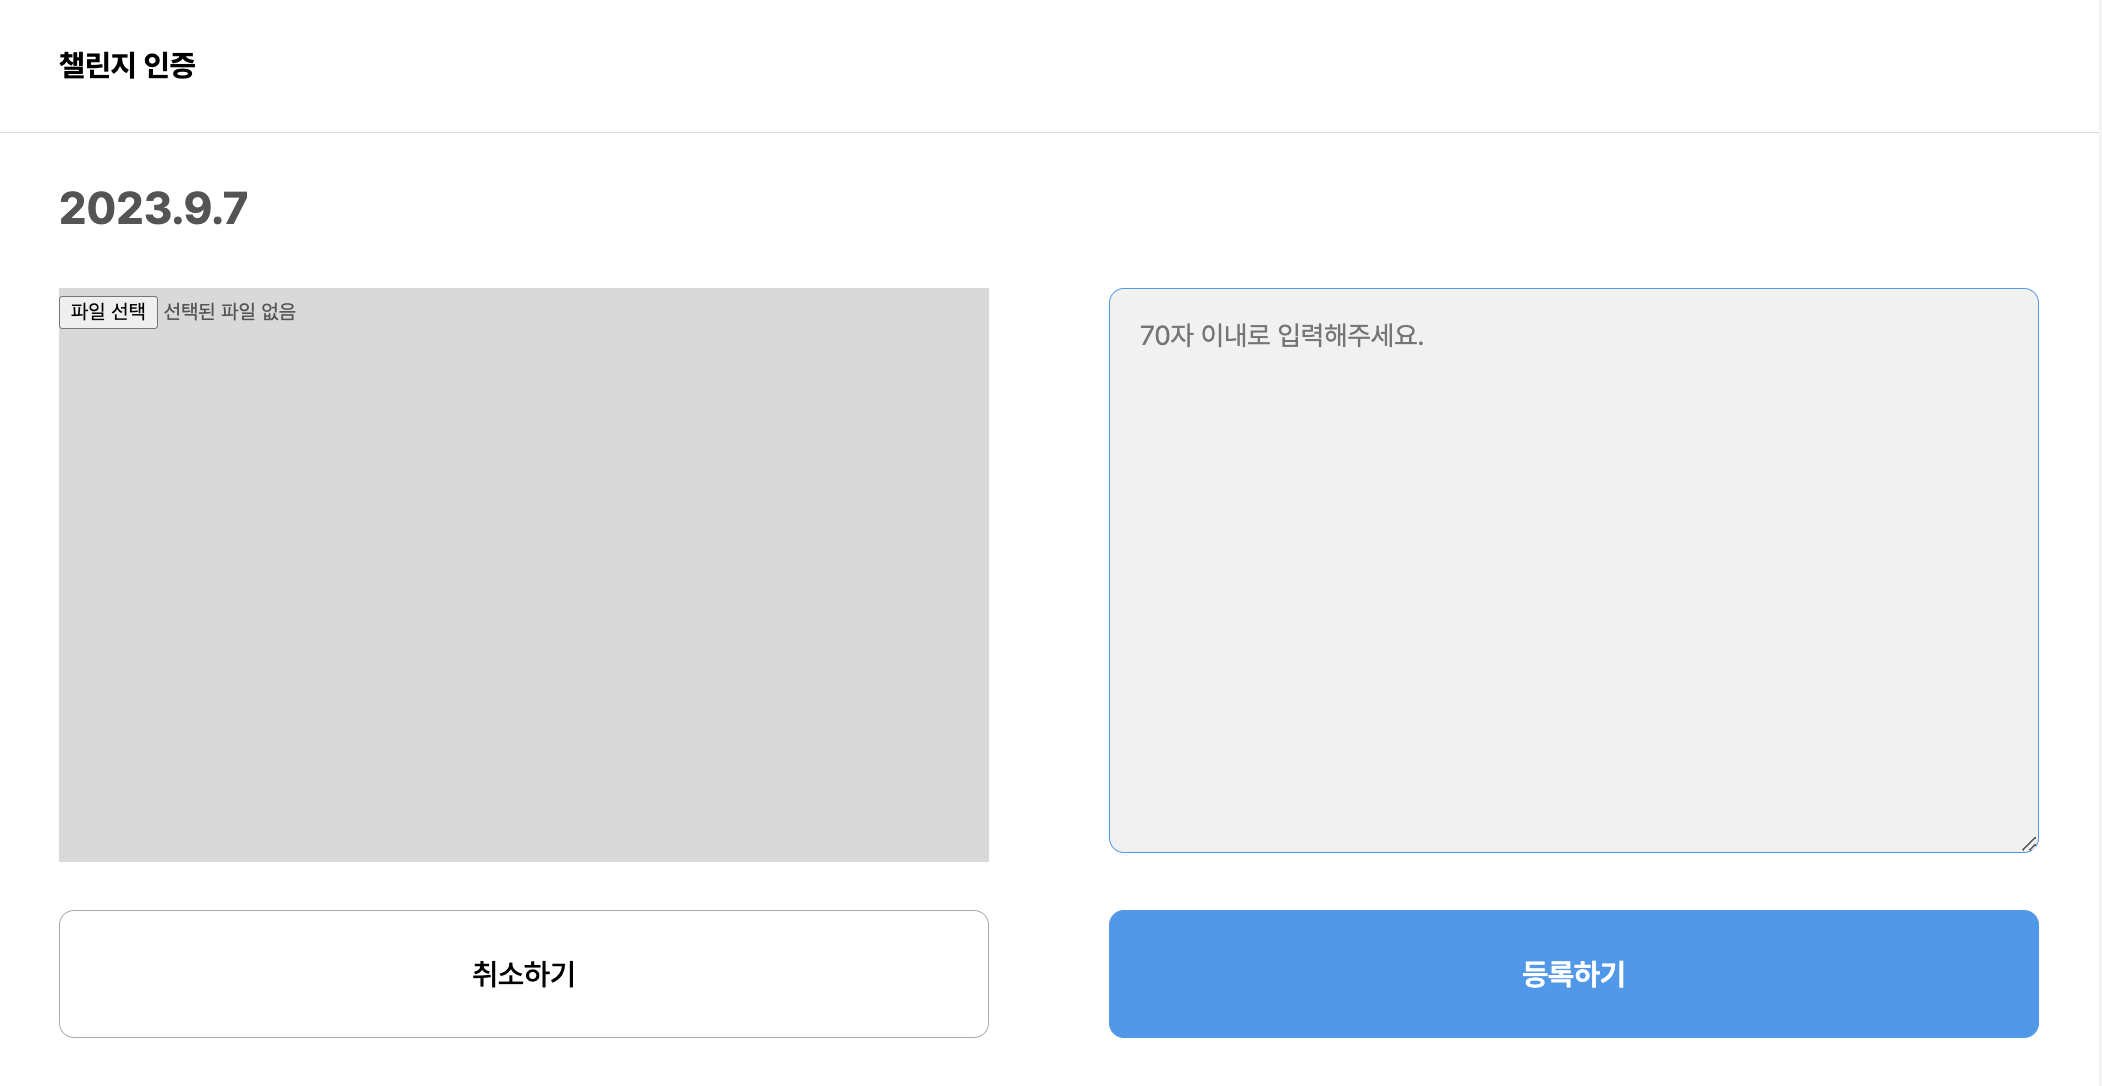 챌린지 인증
2023.9.7
파일 선택 선택된 파일 없음
70자 이내로 입력해주세요.
취소하기
등록하기